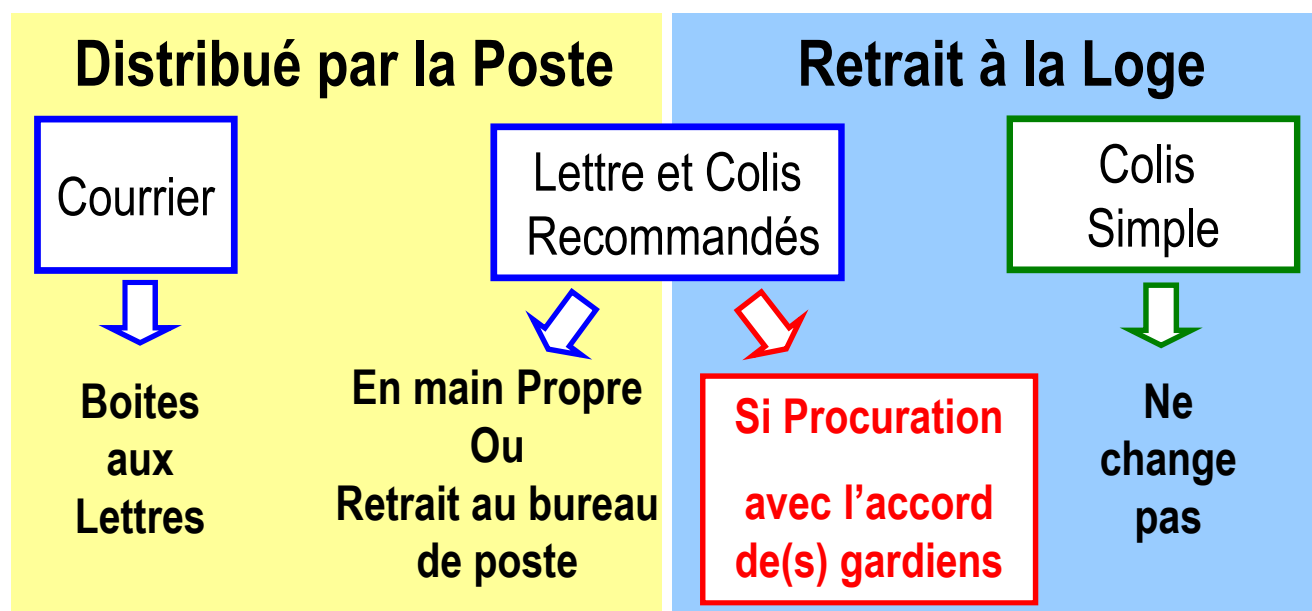 Distribué par la Poste
Retrait à la Loge
Courrier
Lettre et Colis
Recommandés
Colis
Simple
Boites
aux
Lettres
En main Propre
Ou
Retrait au bureau
de poste
Si Procuration
avec l’accord
de(s) gardiens
Ne
change
pas